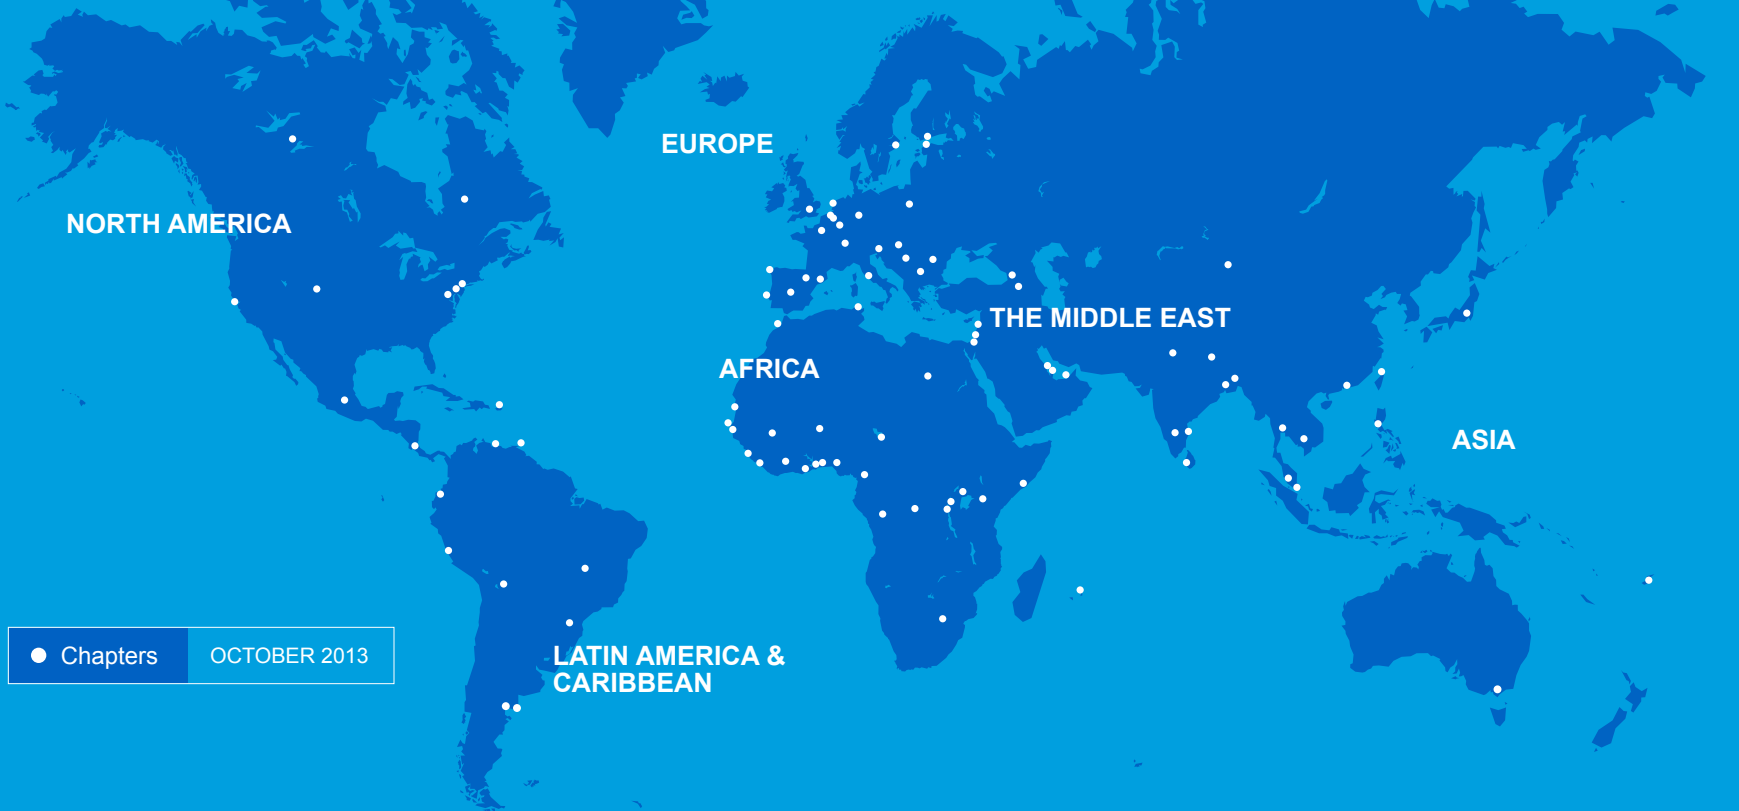 EUROPE
NORTH AMERICA
THE MIDDLE EAST
AFRICA
ASIA
Chapters
OCTOBER 2013
LATIN AMERICA &
CARIBBEAN